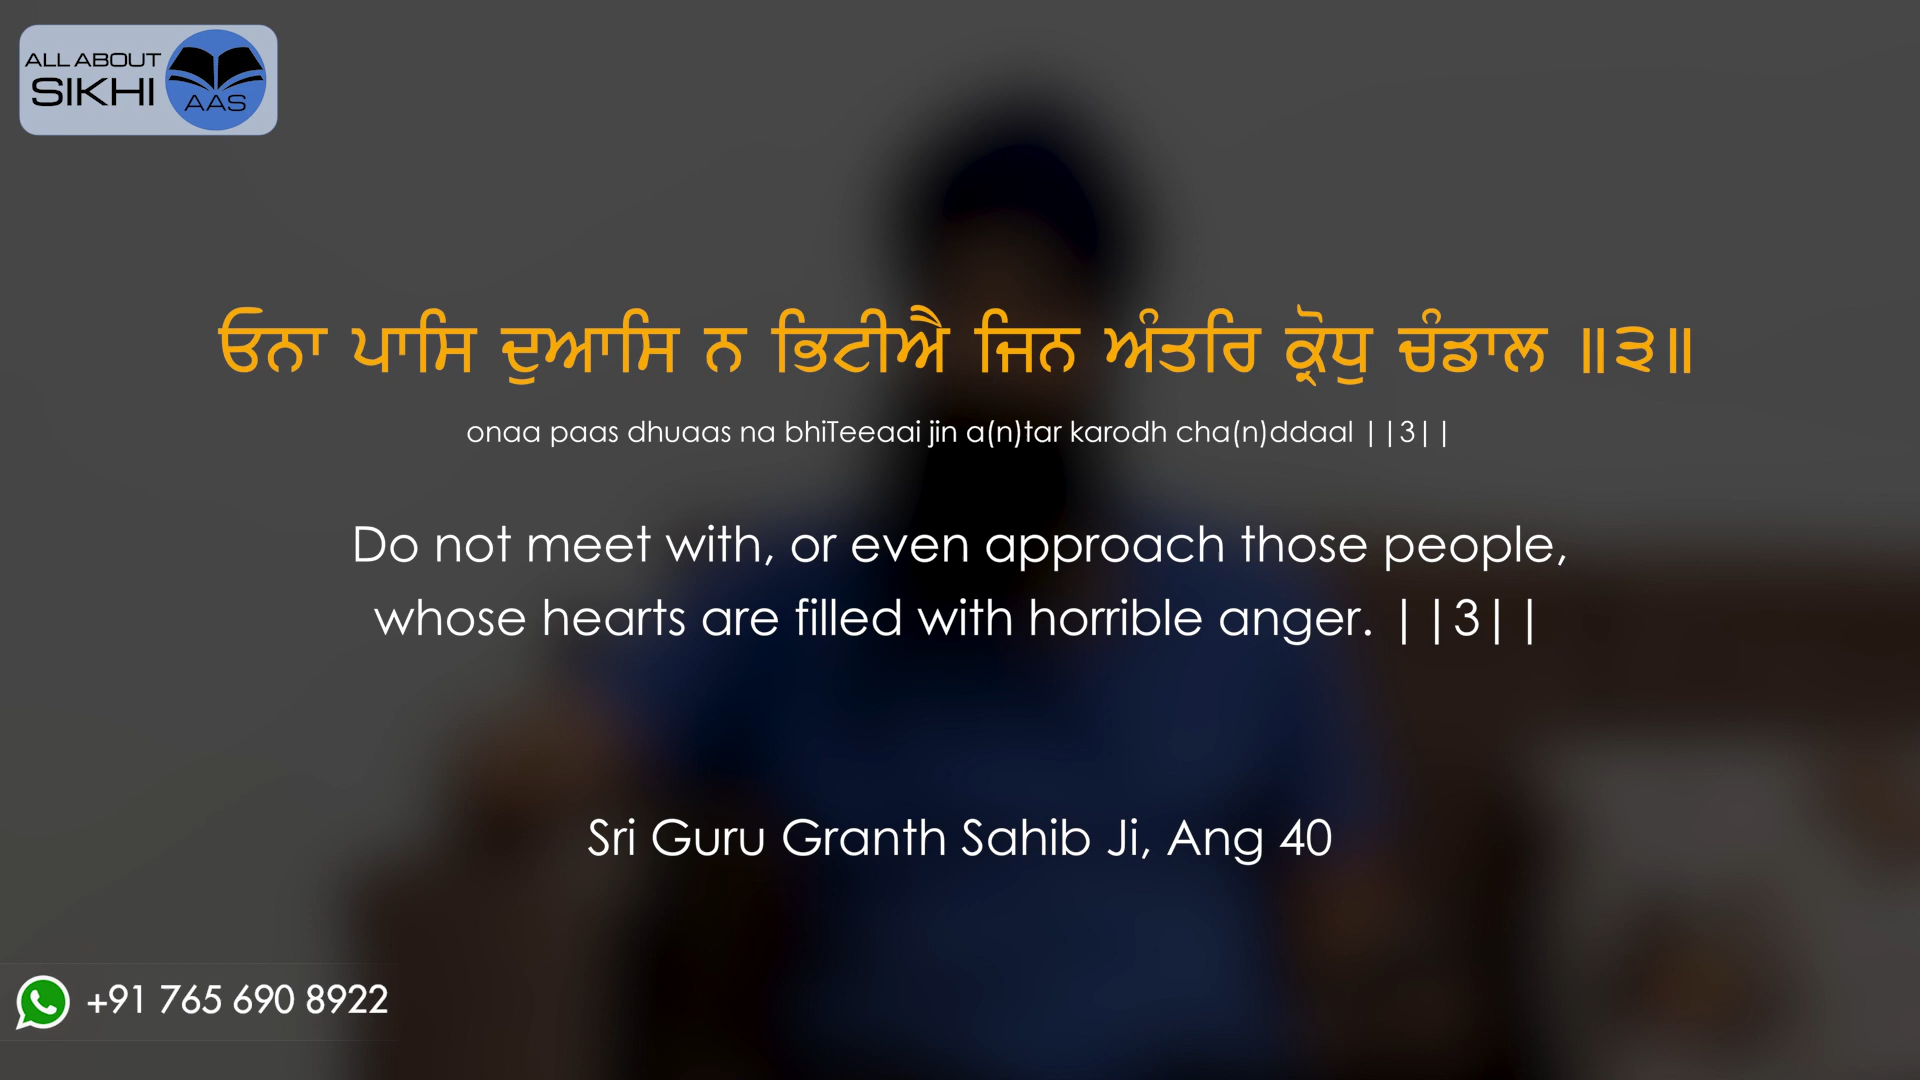 ALL ABOUT
SIKHI
AAS
ਓਨਾ ਪਾਸਿ ਦੁਆਸਿ ਨ ਭਿਟੀਐ ਜਿਨ ਅੰਤਰਿ ਕ੍ਰੋਧੁ ਚੰਡਾਲ ॥੩॥
onaa paas dhuaas na bhiTeeaai jin a(n)tar karodh cha(n)ddaal ||3||
Do not meet with, or even approach those people,
whose hearts are filled with horrible anger. ||3||
Sri Guru Granth Sahib Ji, Ang 40
+91 765 690 8922